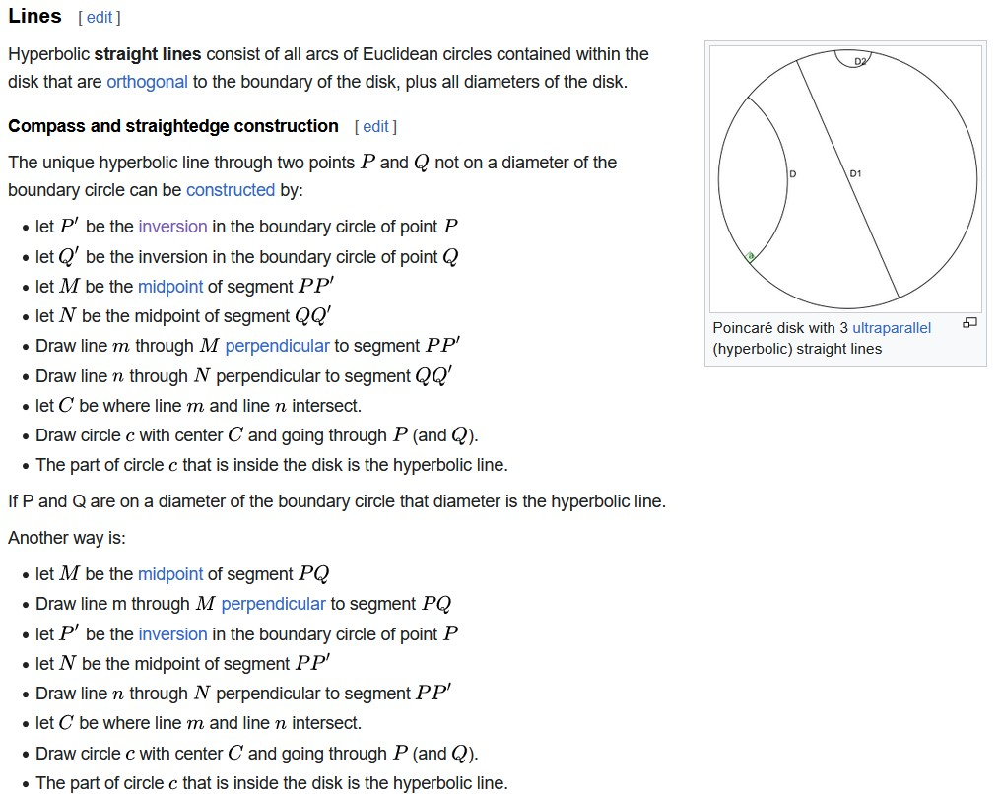 Lines [ edit ]
Hyperbolic straight lines consist of all arcs of Euclidean circles contained within the
disk that are orthogonal to the boundary of the disk, plus all diameters of the disk.
Compass and straightedge construction [ edit ]
The unique hyperbolic line through two points P and Q not on a diameter of the
boundary circle can be constructed by:
• let P′ be the inversion in the boundary circle of point P
• let Q′ be the inversion in the boundary circle of point Q
• let M be the midpoint of segment PP′
• let N be the midpoint of segment QQ′
• Draw line m through M perpendicular to segment PP′
• Draw line n through N perpendicular to segment QQ′
• let C be where line m and line n intersect.
• Draw circle c with center C and going through P (and Q).
• The part of circle c that is inside the disk is the hyperbolic line.
If P and Q are on a diameter of the boundary circle that diameter is the hyperbolic line.
Another way is:
• let M be the midpoint of segment PQ
• Draw line m through M perpendicular to segment PQ
• let P′ be the inversion in the boundary circle of point P
• let N be the midpoint of segment PP′
• Draw line n through N perpendicular to segment PP′
• let C be where line m and line n intersect.
• Draw circle c with center C and going through P (and Q).
• The part of circle c that is inside the disk is the hyperbolic line.
D2
D
D1
a
Poincaré disk with 3 ultraparallel
(hyperbolic) straight lines